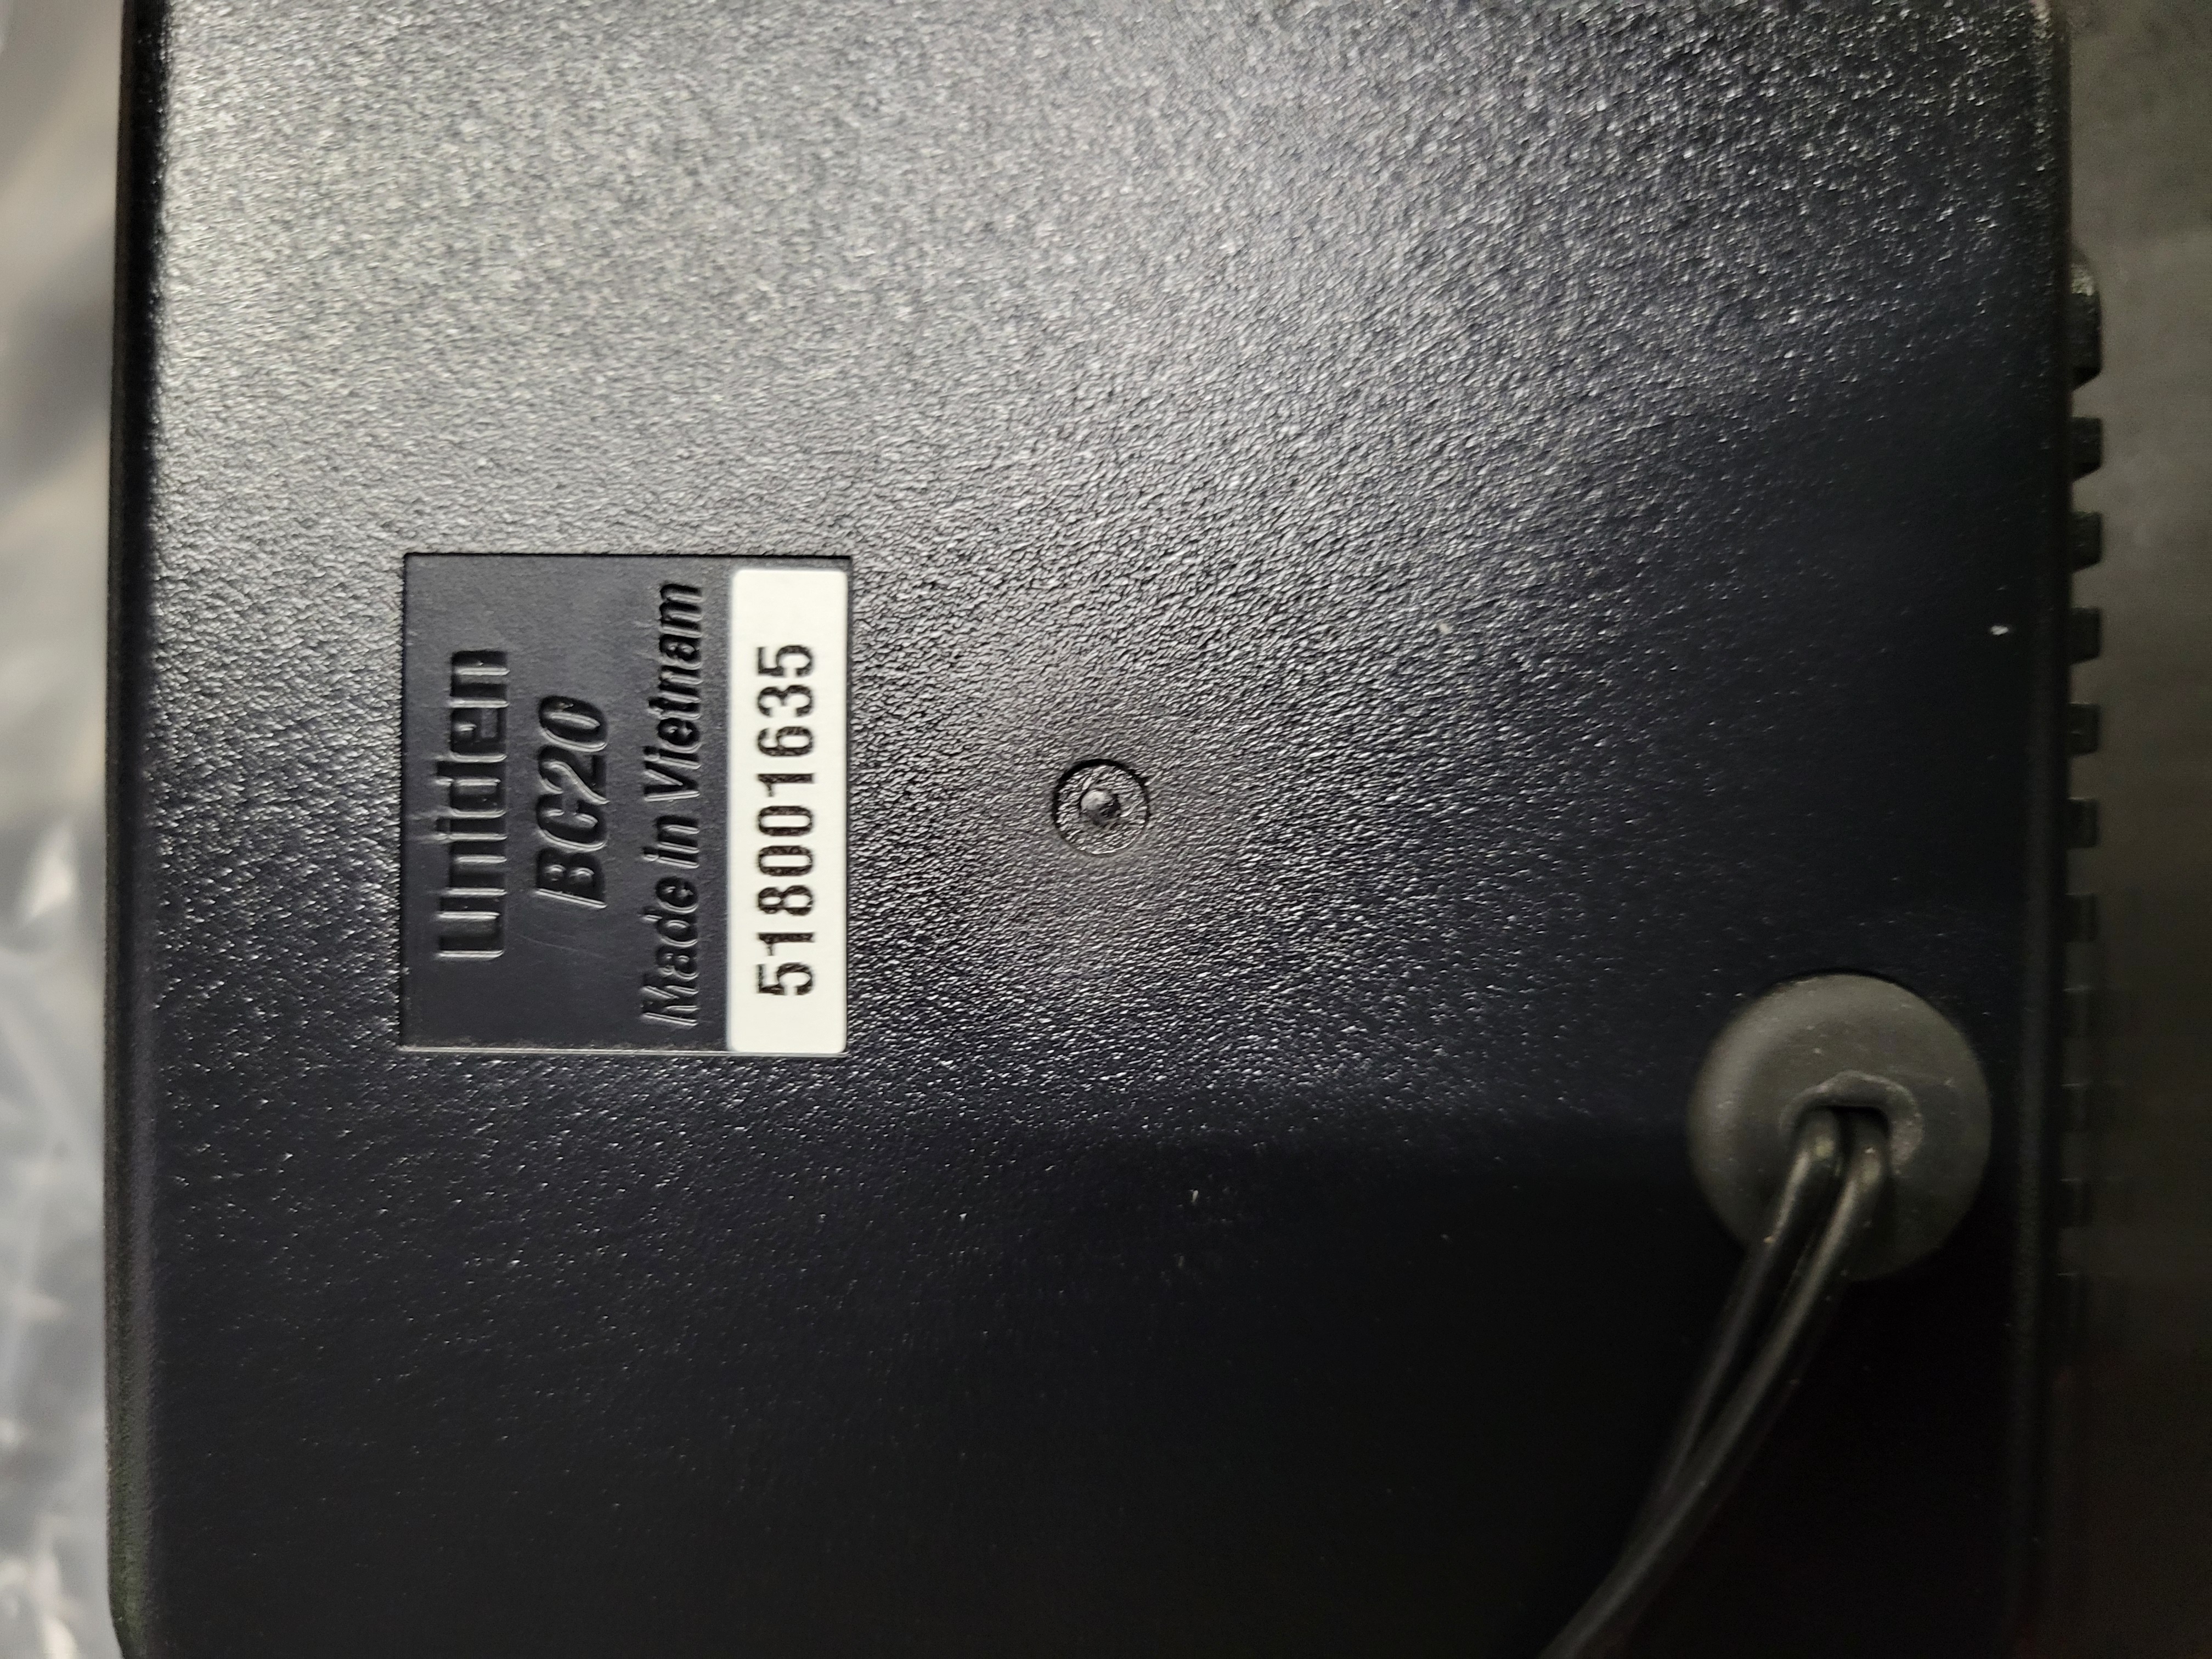 uniden
BC20
Made in Vietnam
518001635